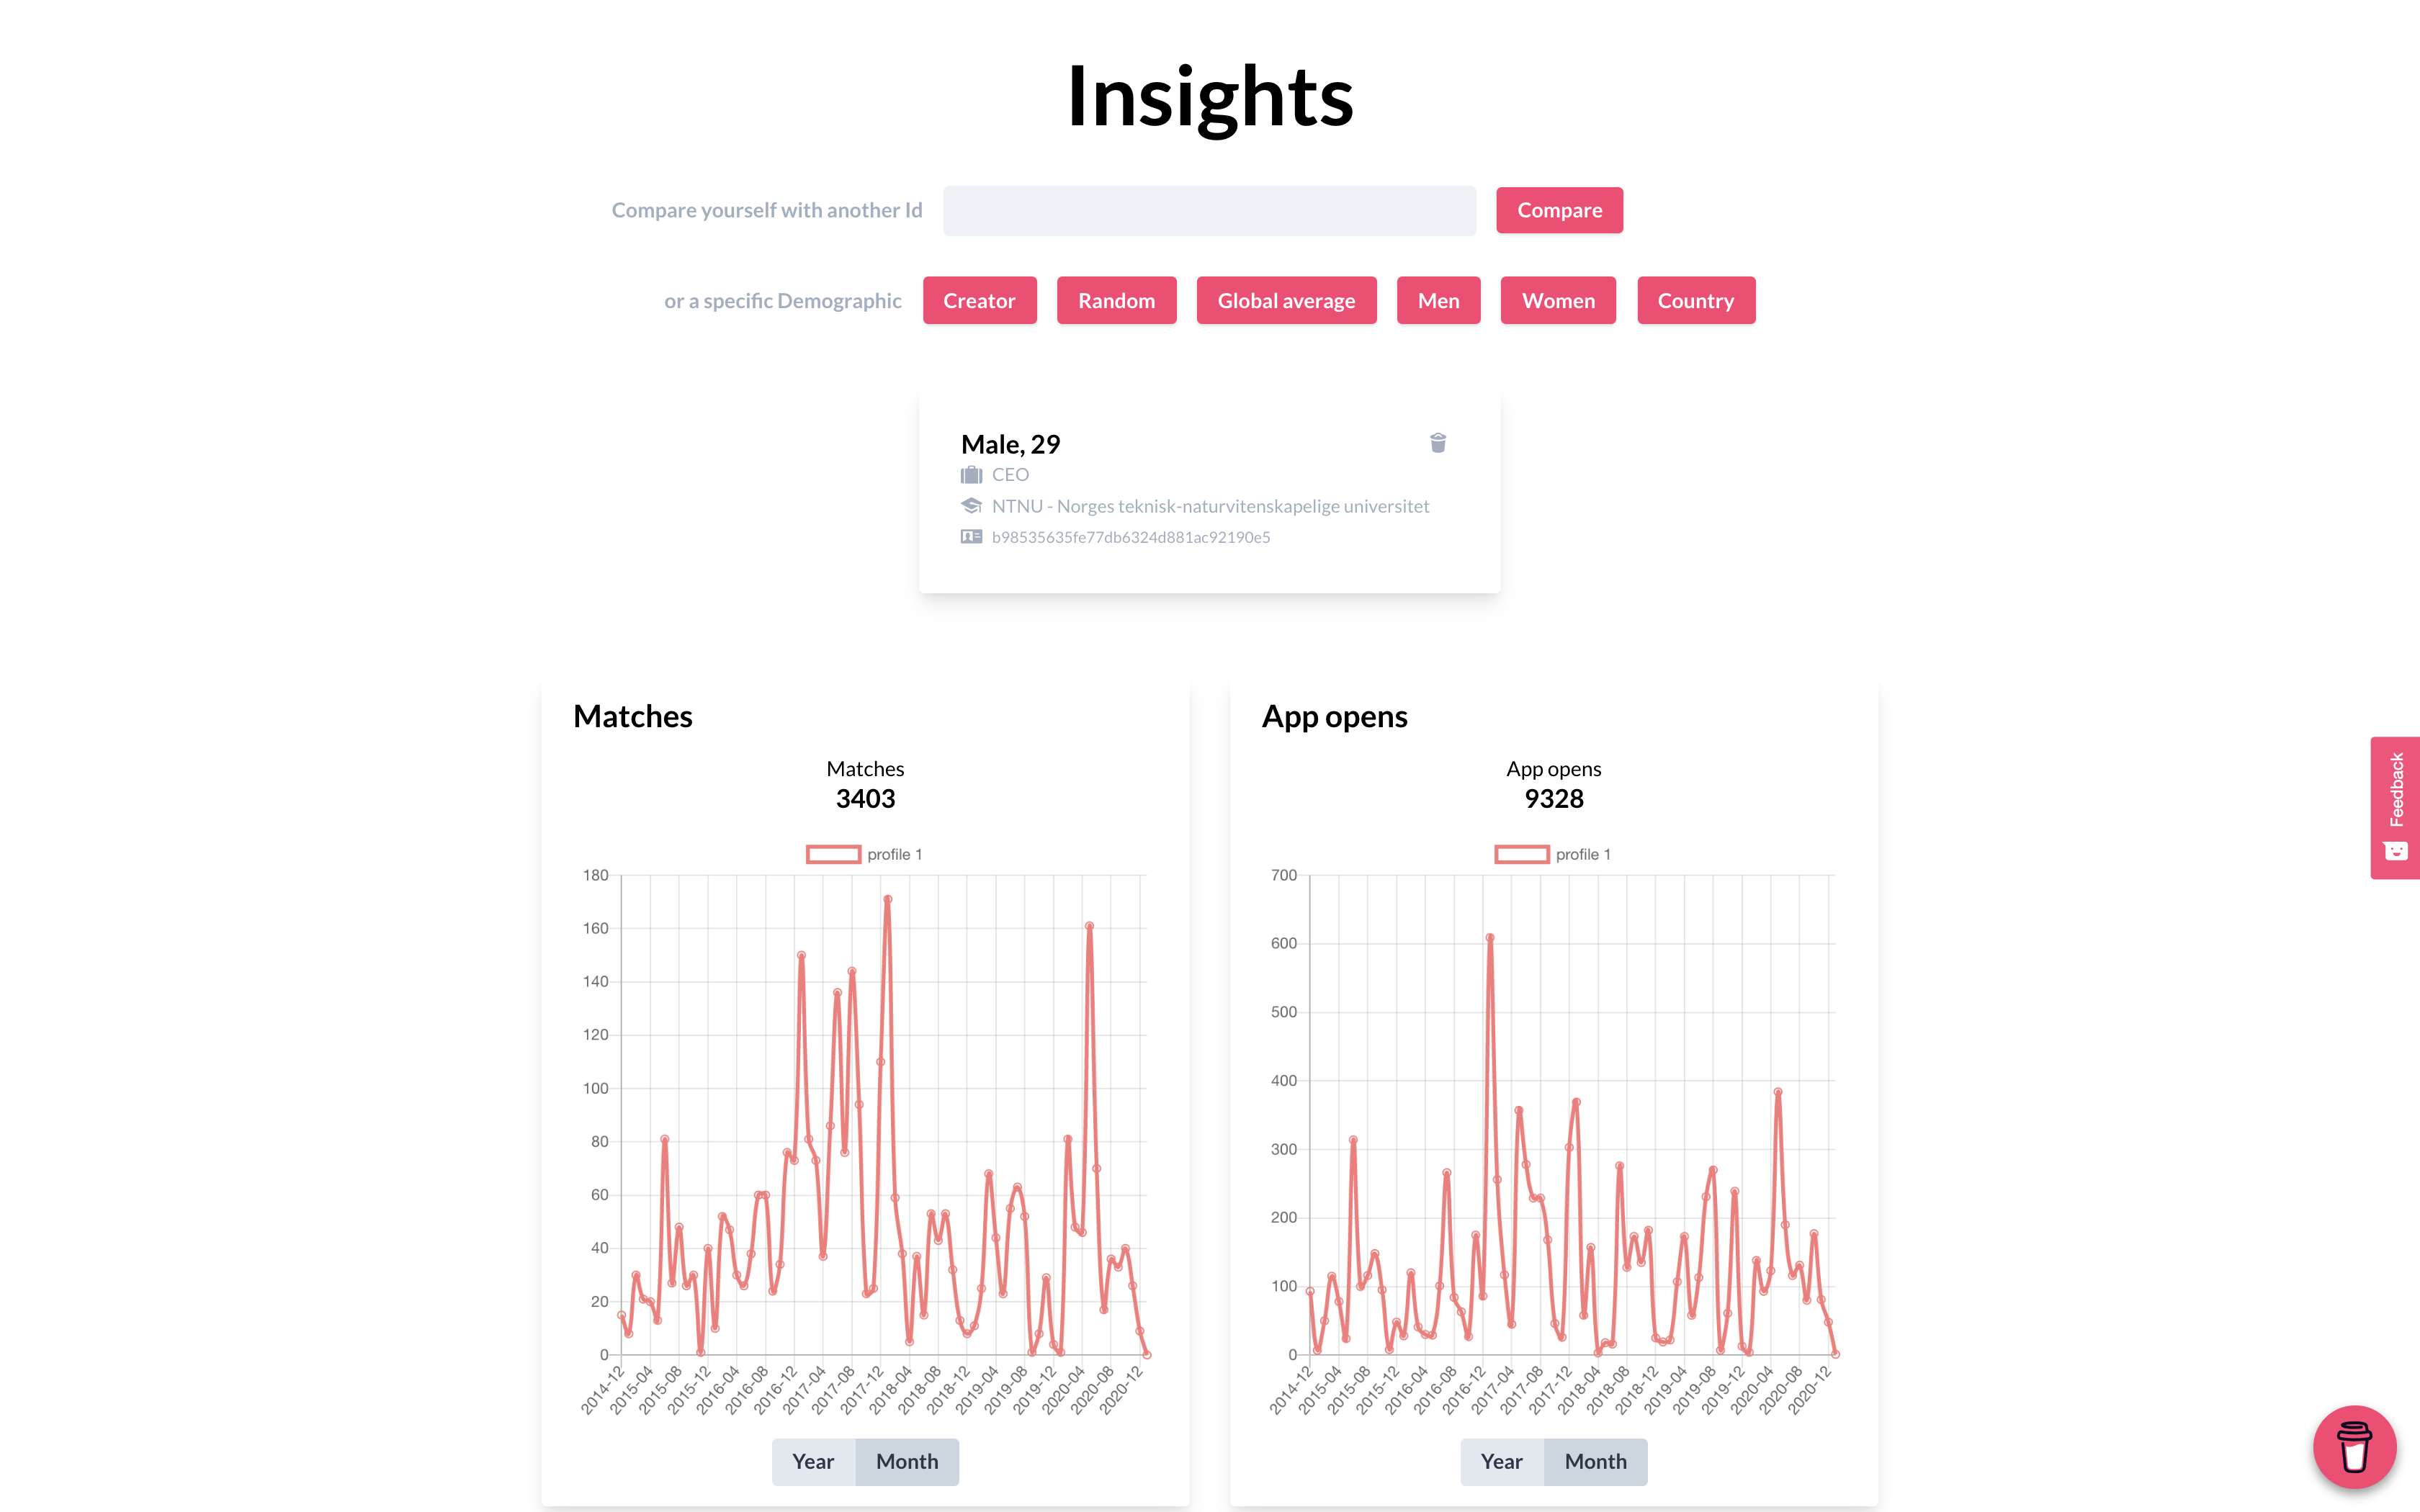 Insights
Compare yourself with another Id
Compare
or a specific Demographic
Creator
Random
Global average
Men
Women
Country
Male, 29
CEO
NTNU - Norges teknisk-naturvitenskapelige universitet
b98535635fe77db6324d881ac92190e5
Matches
Matches
3403
profile 1
180
160
140
120
100
80
60
40
20
0
2014-12
2015-04
2015-08
2015-12
2016-04
2016-08
2016-12
2017-04
2017-08
2017-12
2018-04
2018-08
2018-12
2019-04
2019-08
2019-12
2020-04
2020-08
2020-12
Year
Month
App opens
App opens
9328
profile 1
700
600
500
400
300
200
100
0
2014-12
2015-04
2015-08
2015-12
2016-04
2016-08
2016-12
2017-04
2017-08
2017-12
2018-04
2018-08
2018-12
2019-04
2019-08
2019-12
2020-04
2020-08
2020-12
Year
Month
Feedback